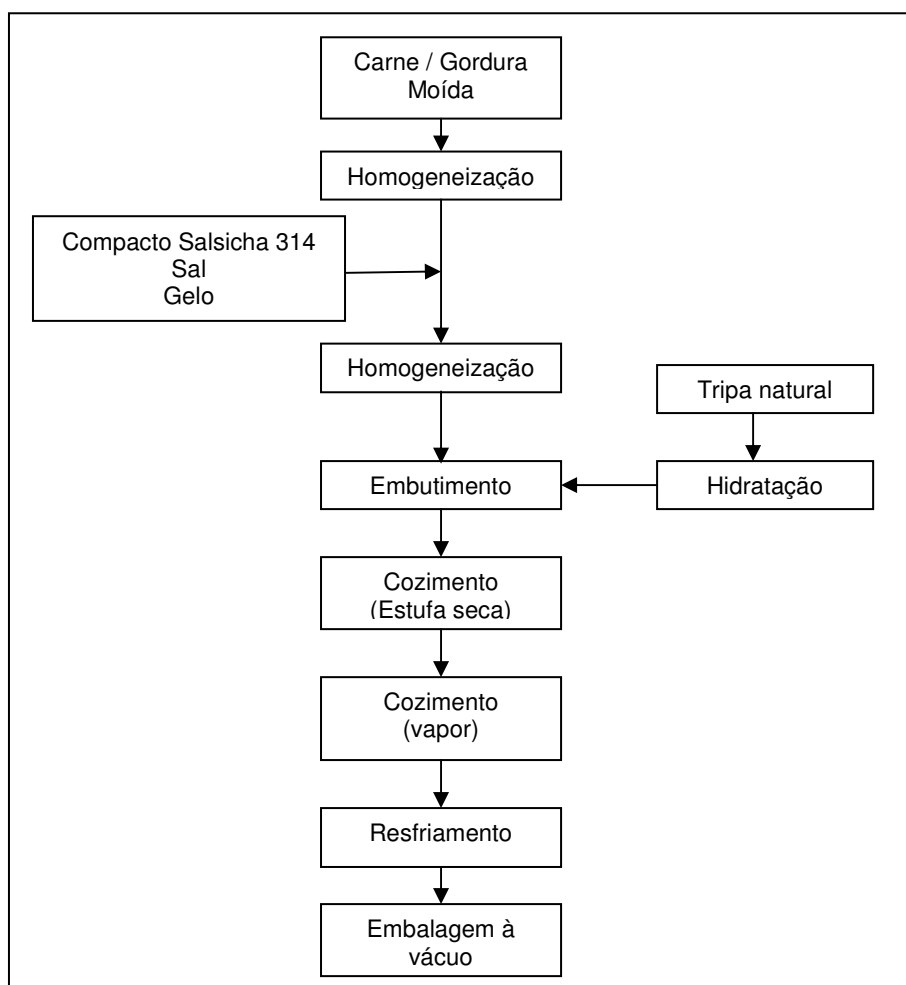 Carne / Gordura
Moída
Homogeneização
Compacto Salsicha 314
Sal
Gelo
Homogeneização
Tripa natural
Embutimento
Hidratação
Cozimento
(Estufa seca)
Cozimento
(vapor)
Resfriamento
Embalagem à
vácuo